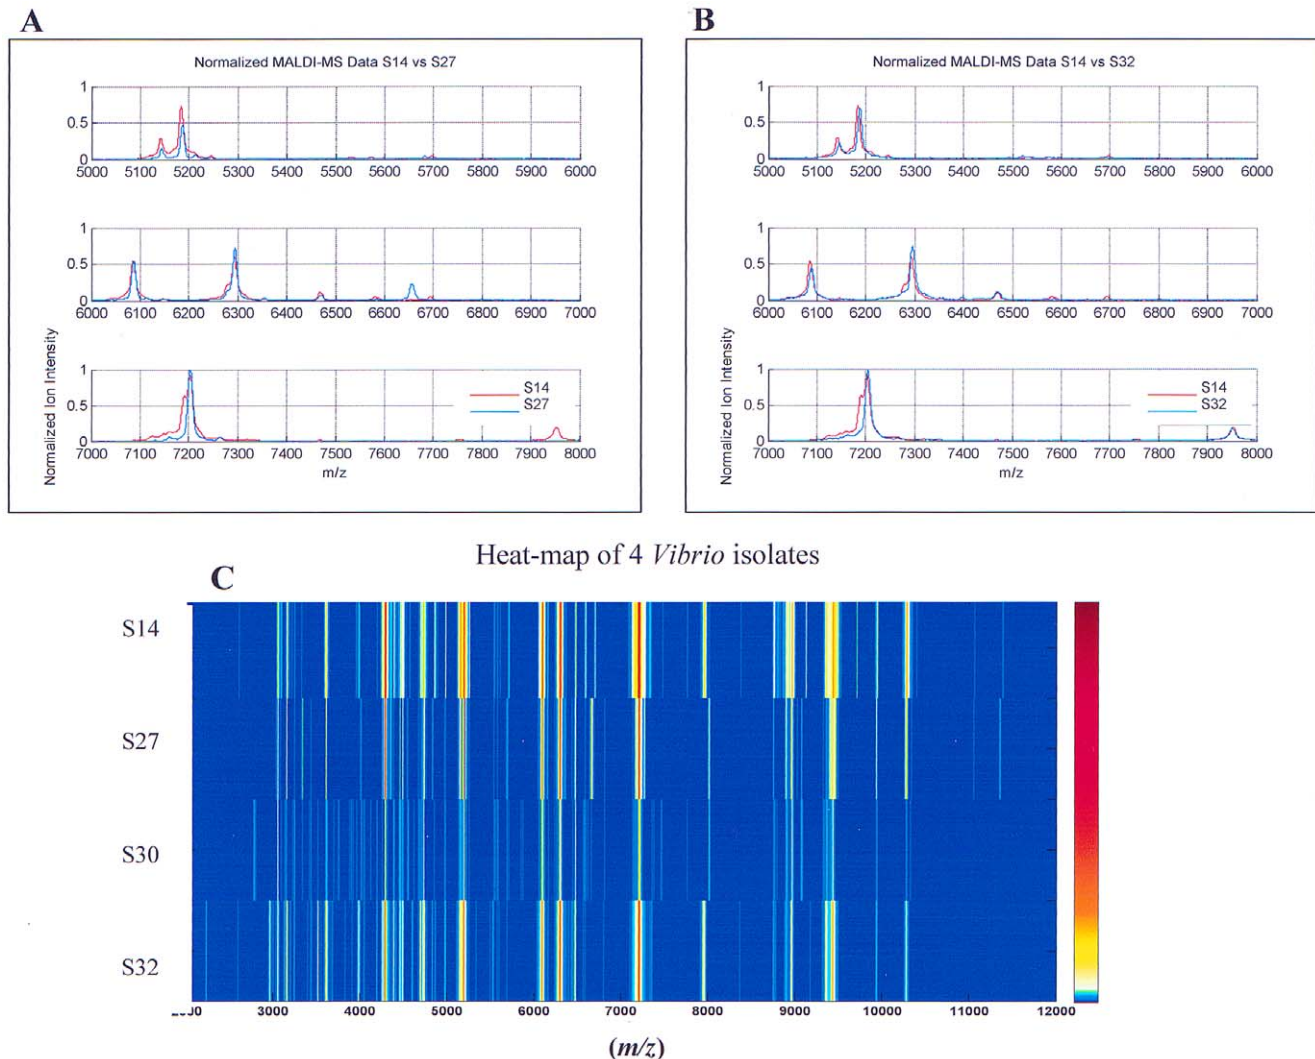 A
Normalized MALDI-MS Data S14 vs S27
1
0.5
0
5000 5100 5200 5300 5400 5500 5600 5700 5800 5900 6000
1
0.5
0
6000 6100 6200 6300 6400 6500 6600 6700 6800 6900 7000
1
0.5
0
S14
S27
7000 7100 7200 7300 7400 7500 7600 7700 7800 7900 8000
m/z
Normalized Ion Intensity
B
Normalized MALDI-MS Data S14 vs S32
1
0.5
0
5000 5100 5200 5300 5400 5500 5600 5700 5800 5900 6000
1
0.5
0
6000 6100 6200 6300 6400 6500 6600 6700 6800 6900 7000
1
0.5
0
S14
S32
7000 7100 7200 7300 7400 7500 7600 7700 7800 7900 8000
m/z
Normalized Ion Intensity
Heat-map of 4 Vibrio isolates
C
S14
S27
S30
S32
3000 4000 5000 6000 7000 8000 9000 10000 11000 12000
(m/z)